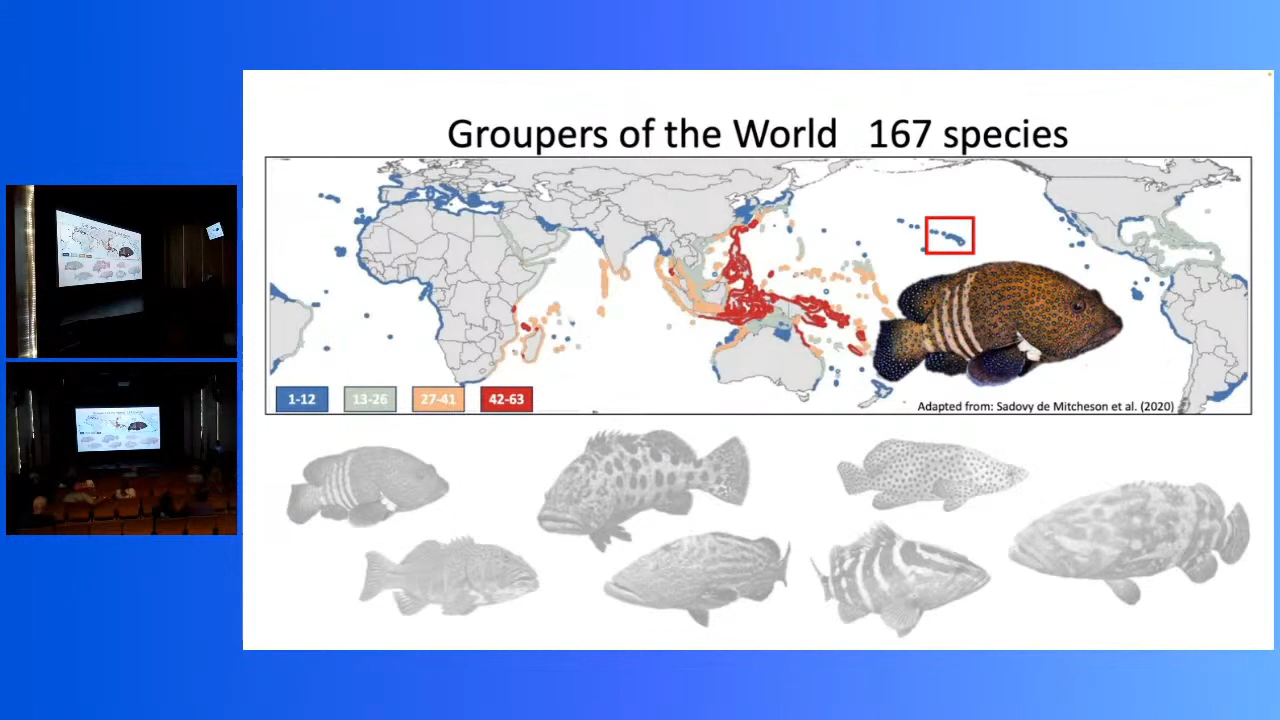 Groupers of the World 167 species
1-12
13-26
27-41
42-63
Adapted from: Sadovy de Mitcheson et al. (2020)